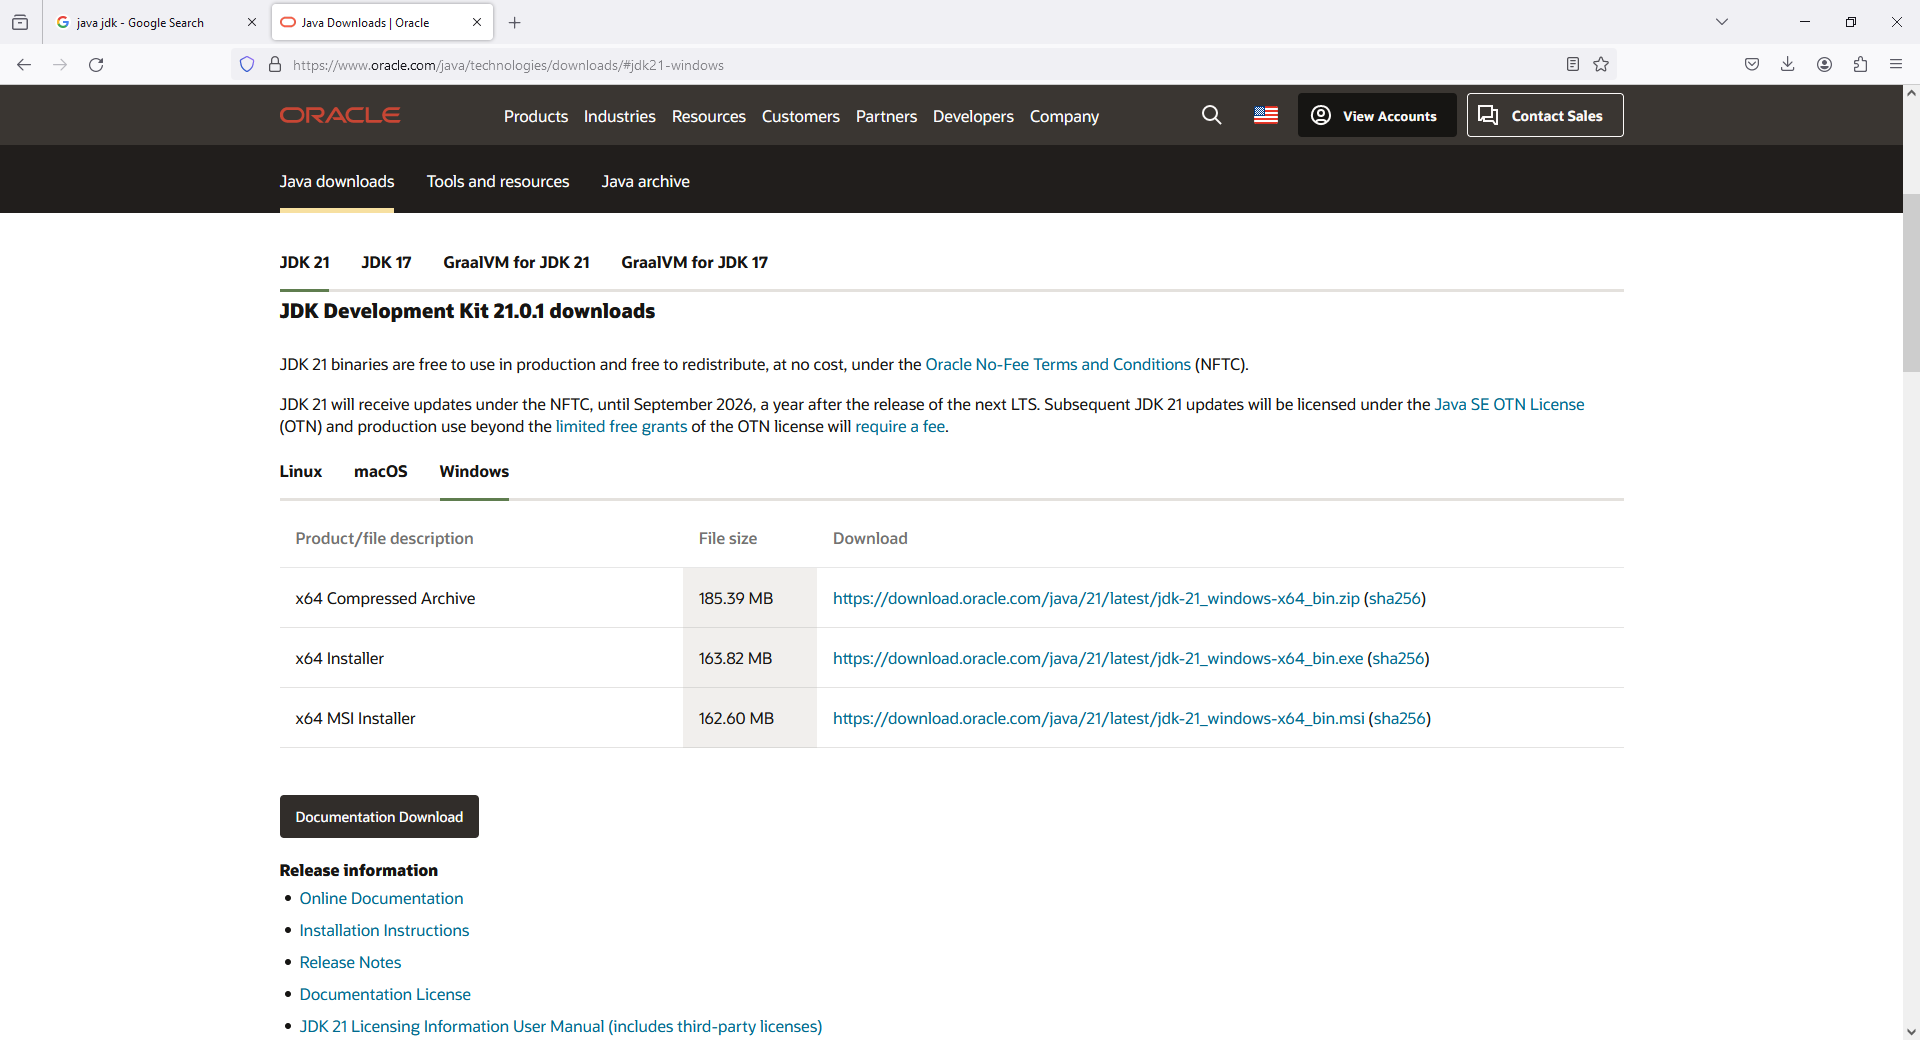 java jdk - Google Search
Java Downloads | Oracle
https://www.oracle.com/java/technologies/downloads/#jdk21-windows
ORACLE
Products Industries Resources Customers Partners Developers Company
View Accounts
Contact Sales
Java downloads Tools and resources Java archive
JDK 21 JDK 17 GraalVM for JDK 21 GraalVM for JDK 17
JDK Development Kit 21.0.1 downloads
JDK 21 binaries are free to use in production and free to redistribute, at no cost, under the Oracle No-Fee Terms and Conditions (NFTC).
JDK 21 will receive updates under the NFTC, until September 2026, a year after the release of the next LTS. Subsequent JDK 21 updates will be licensed under the Java SE OTN License
(OTN) and production use beyond the limited free grants of the OTN license will require a fee.
Linux macOS Windows
Product/file description File size Download
x64 Compressed Archive 185.39 MB https://download.oracle.com/java/21/latest/jdk-21_windows-x64_bin.zip (sha256)
x64 Installer 163.82 MB https://download.oracle.com/java/21/latest/jdk-21_windows-x64_bin.exe (sha256)
x64 MSI Installer 162.60 MB https://download.oracle.com/java/21/latest/jdk-21_windows-x64_bin.msi (sha256)
Documentation Download
Release information
Online Documentation
Installation Instructions
Release Notes
Documentation License
JDK 21 Licensing Information User Manual (includes third-party licenses)